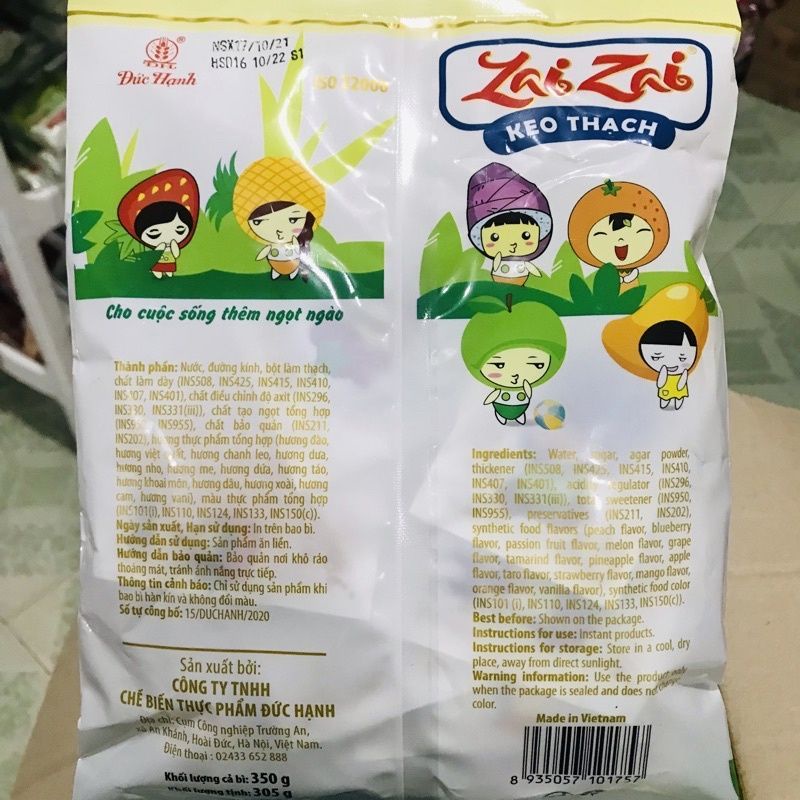 Đức Hạnh
NSX17/10/21
HSD16 10/22 S1
ISO 22000
Cho cuộc sống thêm ngọt ngào
Thành phần: Nước, đường kính, bột làm thạch,
chất làm dày (INS508, INS425, INS415, INS410,
INS407, INS401), chất điều chỉnh độ axit (INS296,
INS330, INS331(iii)), chất tạo ngọt tổng hợp
INS955), chất bảo quản (INS211,
INS202), hương thực phẩm tổng hợp (hương đào,
hương việt quất, hương chanh leo, hương dưa,
hương nho, hương me, hương dứa, hương táo,
hương khoai môn, hương dâu, hương xoài, hương
cam, hương vani), màu thực phẩm tổng hợp
(INS101(i), INS110, INS124, INS133, INS150(c)).
Ngày sản xuất, Hạn sử dụng: In trên bao bì.
Hướng dẫn sử dụng: Sản phẩm ăn liền.
Hướng dẫn bảo quản: Bảo quản nơi khô ráo
thoáng mát, tránh ánh nắng trực tiếp.
Thông tin cảnh báo: Chỉ sử dụng sản phẩm khi
bao bì hàn kín và không đổi màu.
Số tự công bố: 15/DUCHANH/2020
Sản xuất bởi:
CÔNG TY TNHH
CHẾ BIẾN THỰC PHẨM ĐỨC HẠNH
Địa chỉ: Cụm Công nghiệp Trường An,
xã An Khánh, Hoài Đức, Hà Nội, Việt Nam.
Điện thoại : 02433 652 888
Khối lượng cả bì: 350 g
Khối lượng tịnh: 305 g
Zai Zai
KẸO THẠCH
Ingredients: Water, sugar, agar powder,
thickener (INS508, INS425, INS415, INS410,
INS407, INS401), acid regulator (INS296,
INS330, INS331(iii)), total sweetener (INS950,
INS955), preservatives (INS211, INS202),
synthetic food flavors (peach flavor, blueberry
flavor, passion fruit flavor, melon flavor, grape
flavor, tamarind flavor, pineapple flavor, apple
flavor, taro flavor, strawberry flavor, mango flavor,
orange flavor, vanilla flavor), synthetic food color
(INS101 (i), INS110, INS124, INS133, INS150(c)).
Best before: Shown on the package.
Instructions for use: Instant products.
Instructions for storage: Store in a cool, dry
place, away from direct sunlight.
Warning information: Use the product only
when the package is sealed and does not change
color.
Made in Vietnam
8 935057 101757